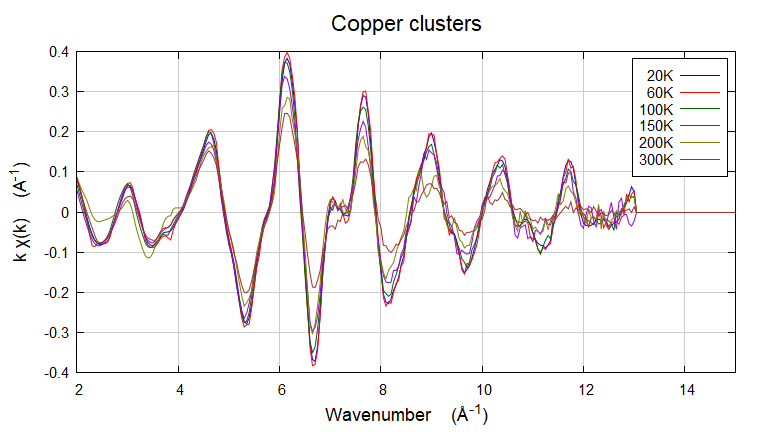 Copper clusters
0.4
0.3
0.2
0.1
0
-0.1
-0.2
-0.3
-0.4
k χ(k) (Å-1)
20K
60K
100K
150K
200K
300K
2 4 6 8 10 12 14
Wavenumber (Å-1)